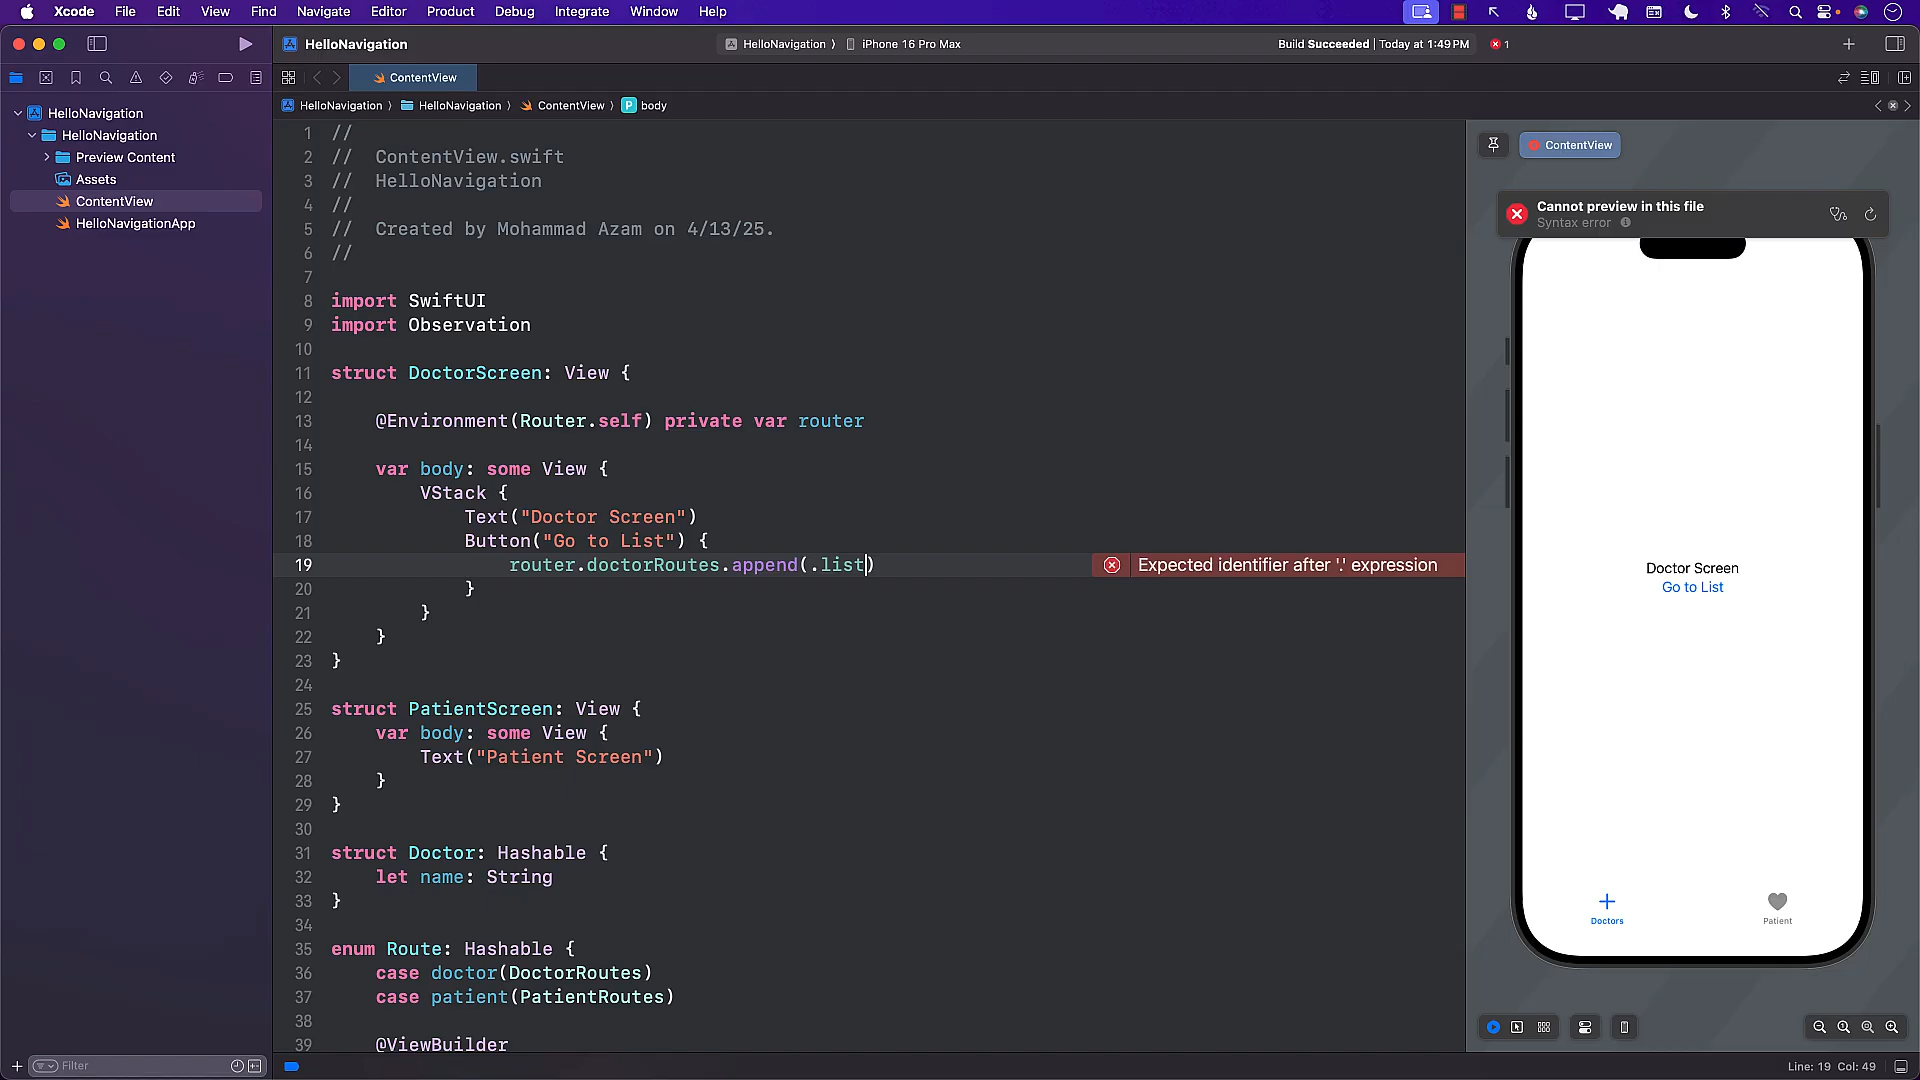 Xcode File Edit View Find Navigate Editor Product Debug Integrate Window Help
HelloNavigation
HelloNavigation 〉 iPhone 16 Pro Max
Build Succeeded | Today at 1:49 PM
1
ContentView
HelloNavigation 〉 HelloNavigation 〉 ContentView 〉 P body
HelloNavigation
HelloNavigation
Preview Content
Assets
ContentView
HelloNavigationApp
Filter
1 //
2 //  ContentView.swift
3 //  HelloNavigation
4 //
5 //  Created by Mohammad Azam on 4/13/25.
6 //
7
8 import SwiftUI
9 import Observation
10
11 struct DoctorScreen: View {
12
13     @Environment(Router.self) private var router
14
15     var body: some View {
16         VStack {
17             Text("Doctor Screen")
18             Button("Go to List") {
19                 router.doctorRoutes.append(.list)
Expected identifier after '.' expression
20             }
21         }
22     }
23 }
24
25 struct PatientScreen: View {
26     var body: some View {
27         Text("Patient Screen")
28     }
29 }
30
31 struct Doctor: Hashable {
32     let name: String
33 }
34
35 enum Route: Hashable {
36     case doctor(DoctorRoutes)
37     case patient(PatientRoutes)
38
39     @ViewBuilder
ContentView
Cannot preview in this file
Syntax error
Doctor Screen
Go to List
Doctors
Patient
Line: 19 Col: 49